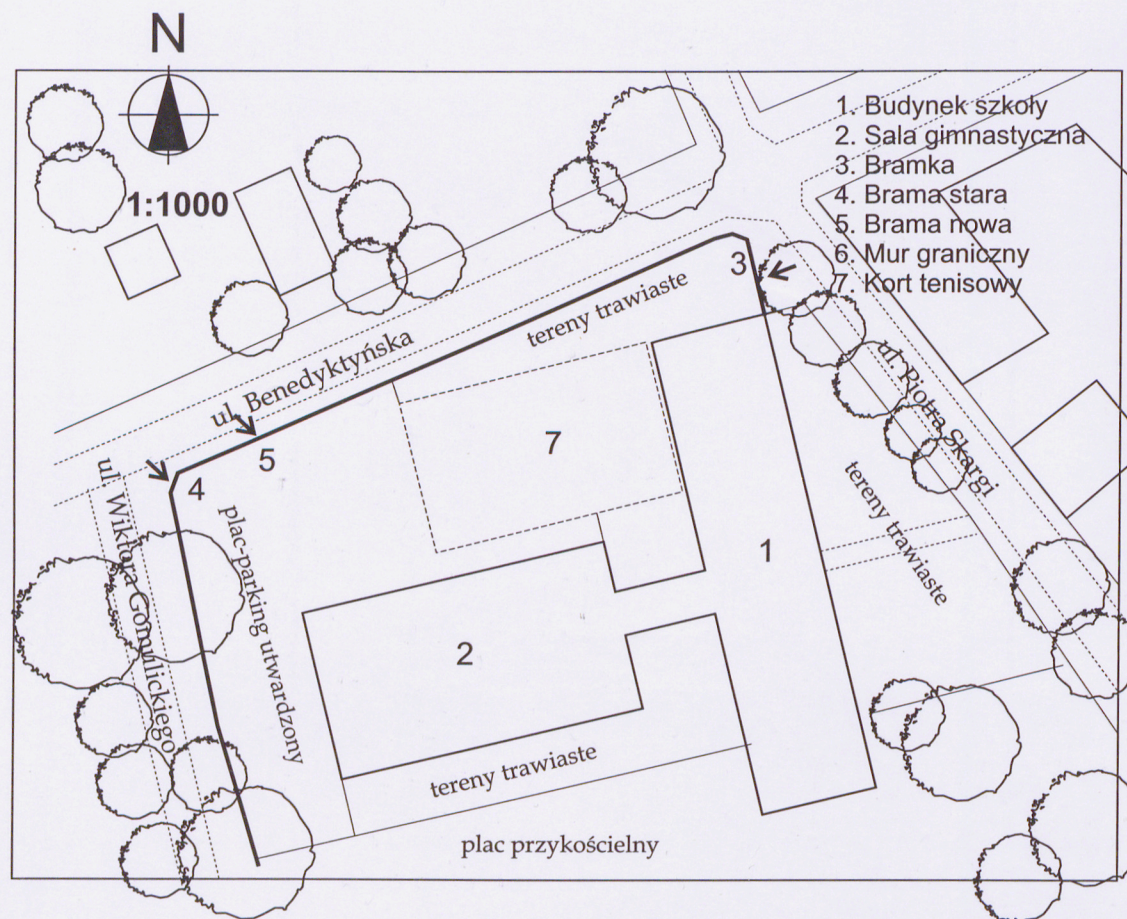 N
1:1000
1. Budynek szkoły
2. Sala gimnastyczna
3. Bramka
4. Brama stara
5. Brama nowa
6. Mur graniczny
7. Kort tenisowy
3
tereny trawiaste
ul. Benedyktyńska
ul. Piotra Skargi
7
5
4
ul. Wiktora Gomulickiego
plac-parking utwardzony
tereny trawiaste
1
2
tereny trawiaste
plac przykościelny